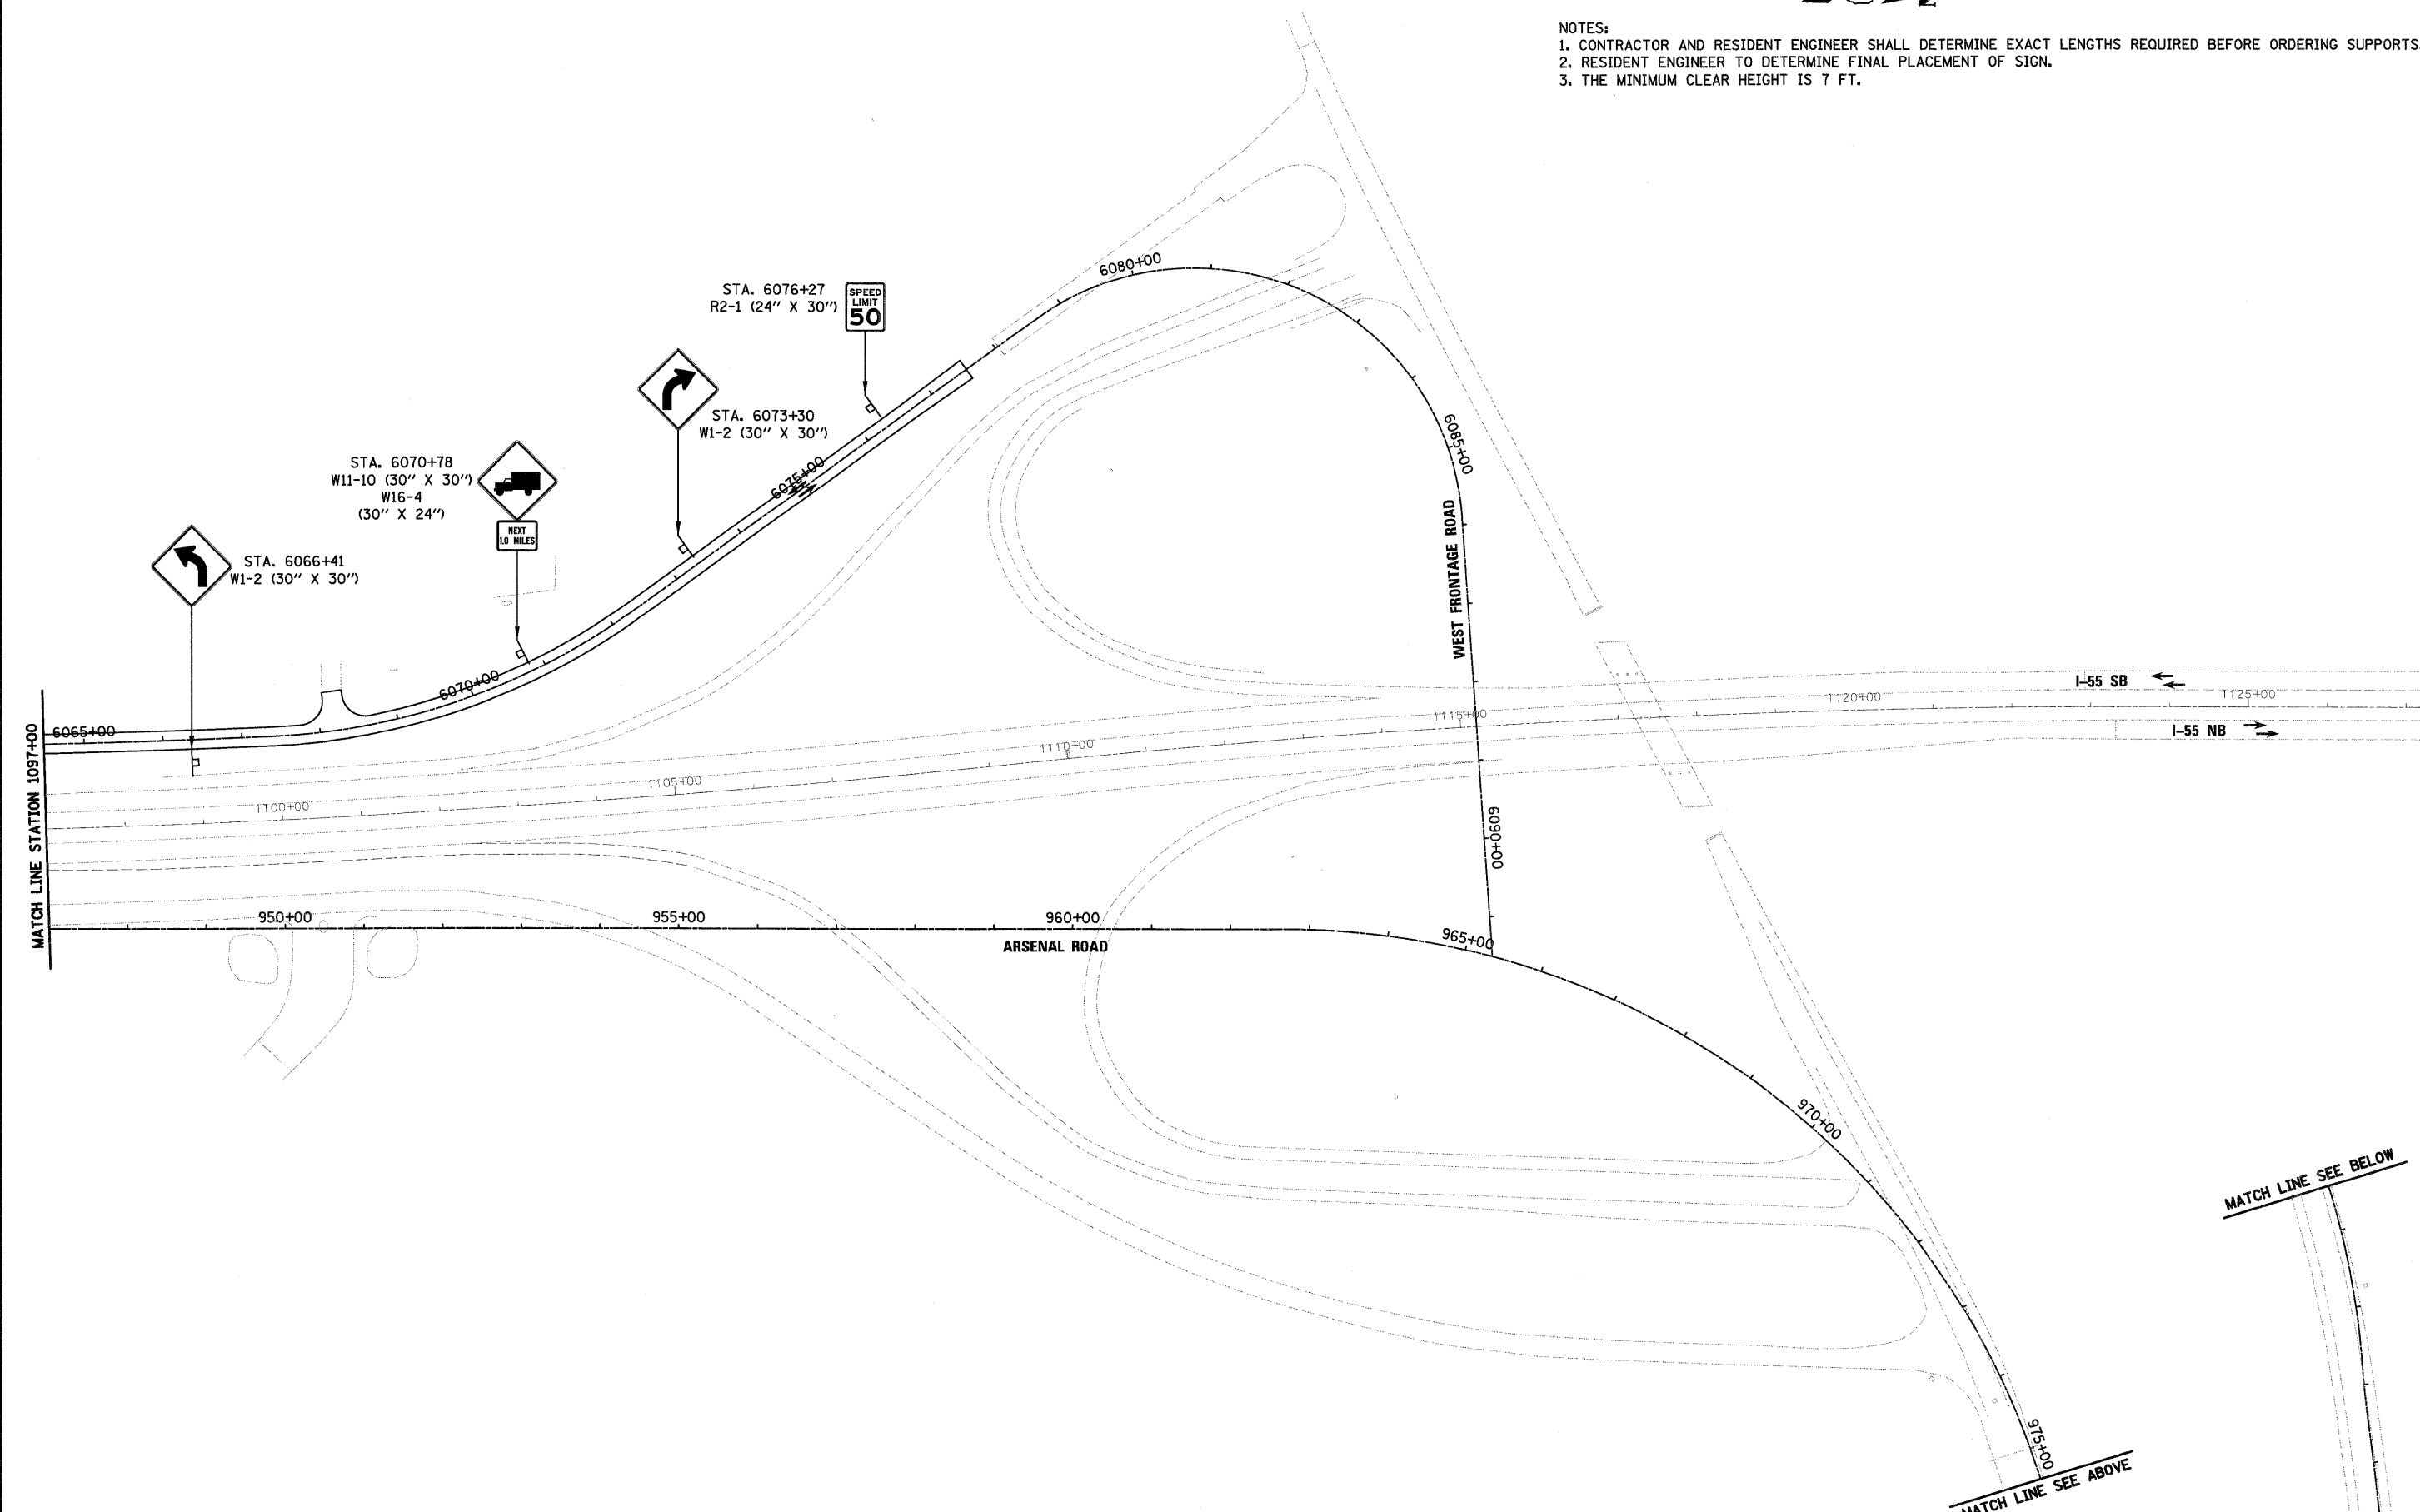 NOTES:
1. CONTRACTOR AND RESIDENT ENGINEER SHALL DETERMINE EXACT LENGTHS REQUIRED BEFORE ORDERING SUPPORTS
2. RESIDENT ENGINEER TO DETERMINE FINAL PLACEMENT OF SIGN.
3. THE MINIMUM CLEAR HEIGHT IS 7 FT.
6080+00
STA. 6076+27
R2-1 (24" X 30")
SPEED
LIMIT
50
STA. 6073+30
W1-2 (30" X 30")
6085+00
STA. 6070+78
W11-10 (30" X 30")
W16-4
(30" X 24")
NEXT
1.0 MILES
6075+00
STA. 6066+41
W1-2 (30" X 30")
WEST FRONTAGE ROAD
6070+00
6065+00
MATCH LINE STATION 1097+00
I-55 SB
1125+00
1120+00
1115+00
I-55 NB
1110+00
1105+00
1100+00
6090+00
950+00
955+00
960+00
965+00
ARSENAL ROAD
970+00
MATCH LINE SEE BELOW
975+00
MATCH LINE SEE ABOVE